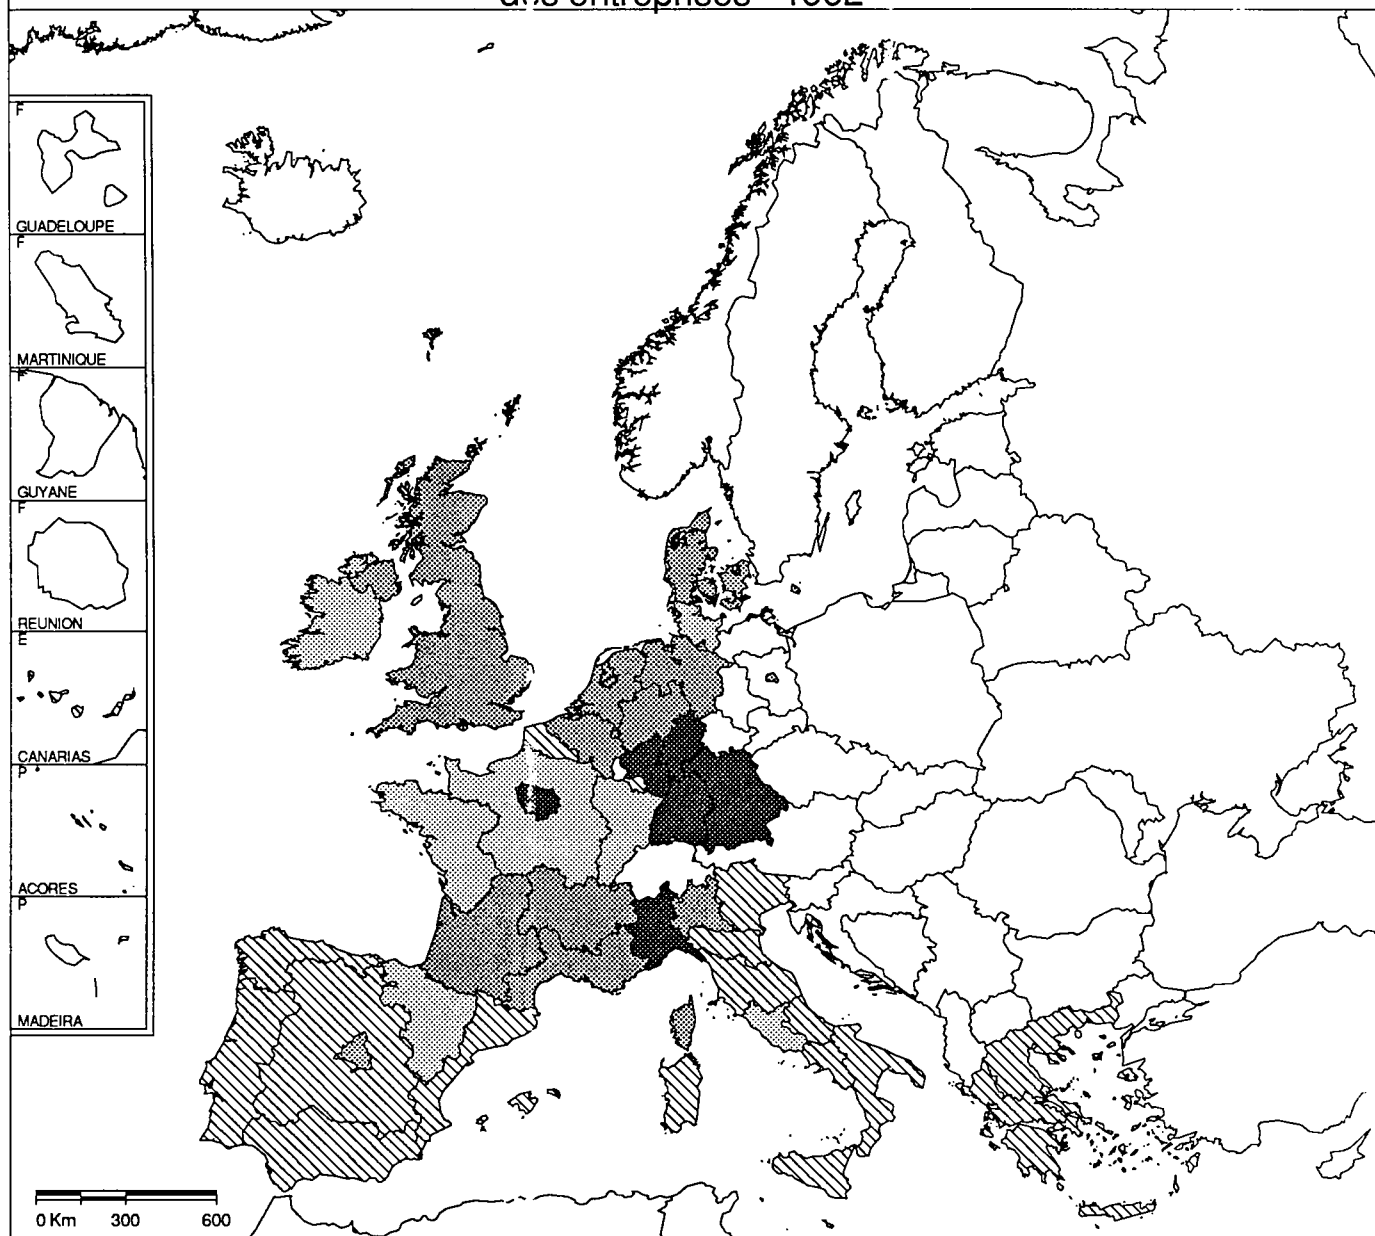 des entreprises - 1992
F
GUADELOUPE
F
MARTINIQUE
F
GUYANE
F
REUNION
E
CANARIAS
P
ACORES
P
MADEIRA
0 Km 300 600